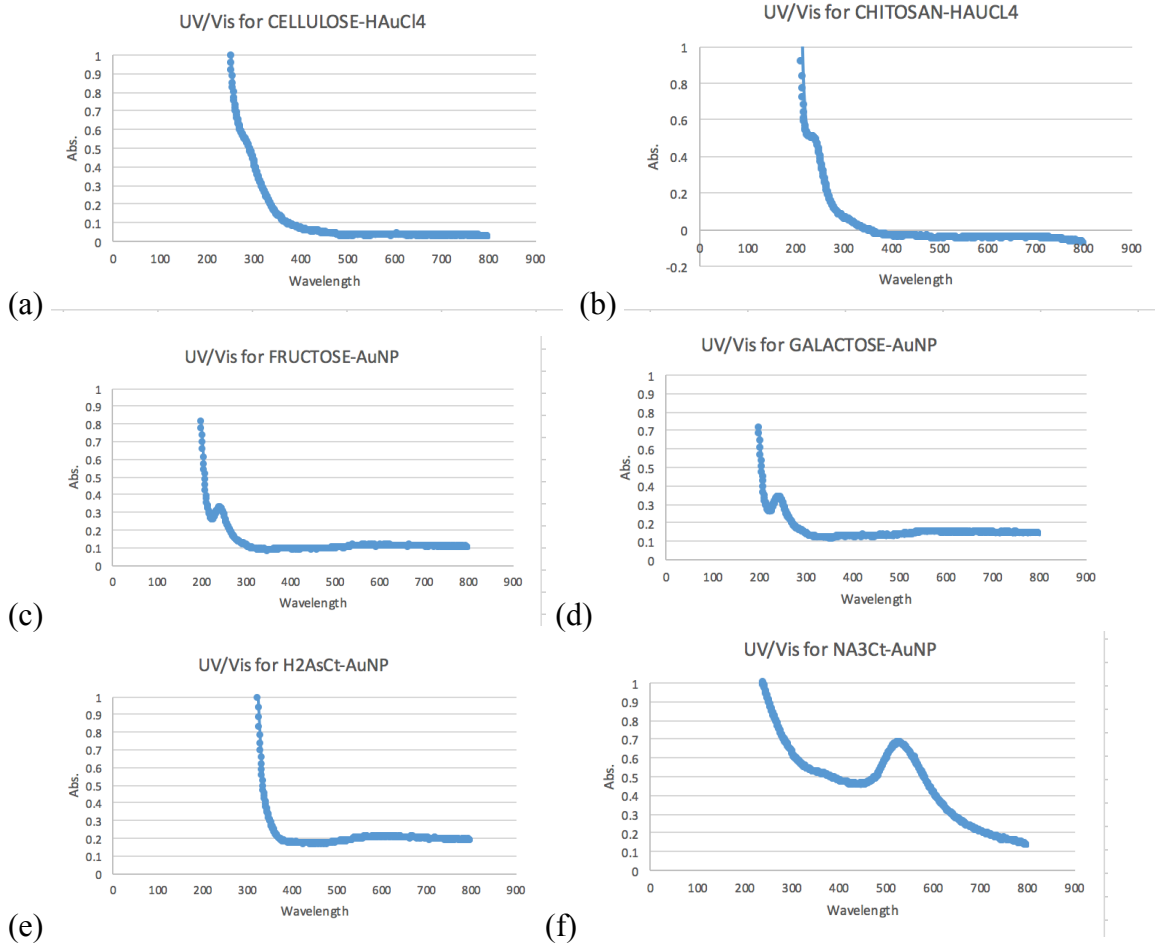 UV/Vis for CELLULOSE-HAuCl4
1
0.9
0.8
0.7
0.6
0.5
0.4
0.3
0.2
0.1
0
Abs.
0 100 200 300 400 500 600 700 800 900
Wavelength
(a)
UV/Vis for CHITOSAN-HAUCL4
1
0.8
0.6
0.4
0.2
0
-0.2
Abs.
0 100 200 300 400 500 600 700 800 900
Wavelength
(b)
UV/Vis for FRUCTOSE-AuNP
1
0.9
0.8
0.7
0.6
0.5
0.4
0.3
0.2
0.1
0
Abs.
0 100 200 300 400 500 600 700 800 900
Wavelength
(c)
UV/Vis for GALACTOSE-AuNP
1
0.9
0.8
0.7
0.6
0.5
0.4
0.3
0.2
0.1
0
Abs.
0 100 200 300 400 500 600 700 800 900
Wavelength
(d)
UV/Vis for H2AsCt-AuNP
1
0.9
0.8
0.7
0.6
0.5
0.4
0.3
0.2
0.1
0
Abs.
0 100 200 300 400 500 600 700 800 900
Wavelength
(e)
UV/Vis for NA3Ct-AuNP
1
0.9
0.8
0.7
0.6
0.5
0.4
0.3
0.2
0.1
0
Abs.
0 100 200 300 400 500 600 700 800 900
Wavelength
(f)